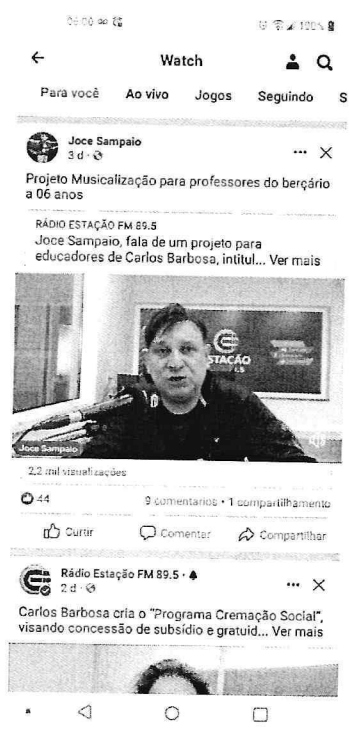 06:00
100%
Watch
Para você Ao vivo Jogos Seguindo S
Joce Sampaio
3 d
Projeto Musicalização para professores do berçário
a 06 anos
RÁDIO ESTAÇÃO FM 89.5
Joce Sampaio, fala de um projeto para
educadores de Carlos Barbosa, intitul... Ver mais
ESTAÇÃO
Joce Sampaio
2,2 mil visualizações
44
9 comentários • 1 compartilhamento
Curtir Comentar Compartilhar
Rádio Estação FM 89.5
2 d
Carlos Barbosa cria o "Programa Cremação Social",
visando concessão de subsídio e gratuid... Ver mais